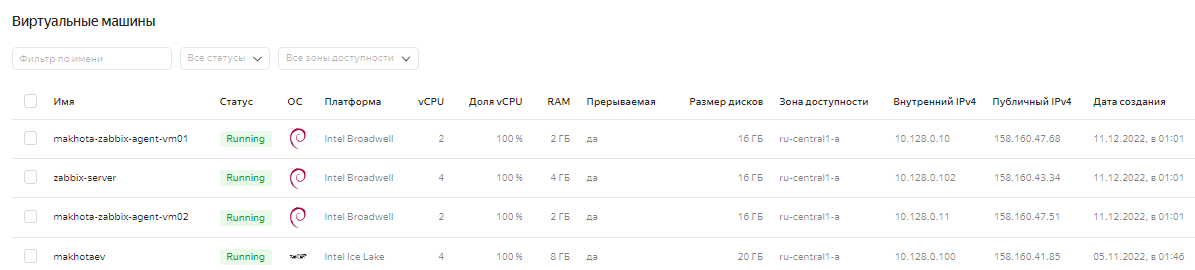 Виртуальные машины
Фильтр по имени Все статусы Все зоны доступности
Имя Статус ОС Платформа vCPU Доля vCPU RAM Прерываемая Размер дисков Зона доступности Внутренний IPv4 Публичный IPv4 Дата создания
makhota-zabbix-agent-vm01 Running Intel Broadwell 2 100 % 2 ГБ да 16 ГБ ru-central1-a 10.128.0.10 158.160.47.68 11.12.2022, в 01:01
zabbix-server Running Intel Broadwell 4 100 % 4 ГБ да 16 ГБ ru-central1-a 10.128.0.102 158.160.43.34 11.12.2022, в 01:01
makhota-zabbix-agent-vm02 Running Intel Broadwell 2 100 % 2 ГБ да 16 ГБ ru-central1-a 10.128.0.11 158.160.47.51 11.12.2022, в 01:01
makhotaev Running Intel Ice Lake 4 100 % 8 ГБ да 20 ГБ ru-central1-a 10.128.0.100 158.160.41.85 05.11.2022, в 01:46